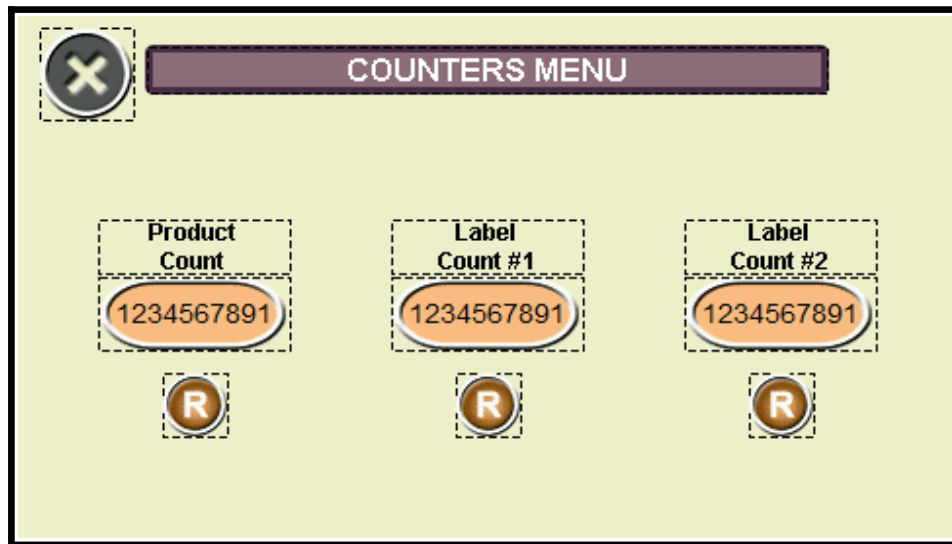 COUNTERS MENU
Product
Count
Label
Count #1
Label
Count #2
1234567891
1234567891
1234567891
R
R
R